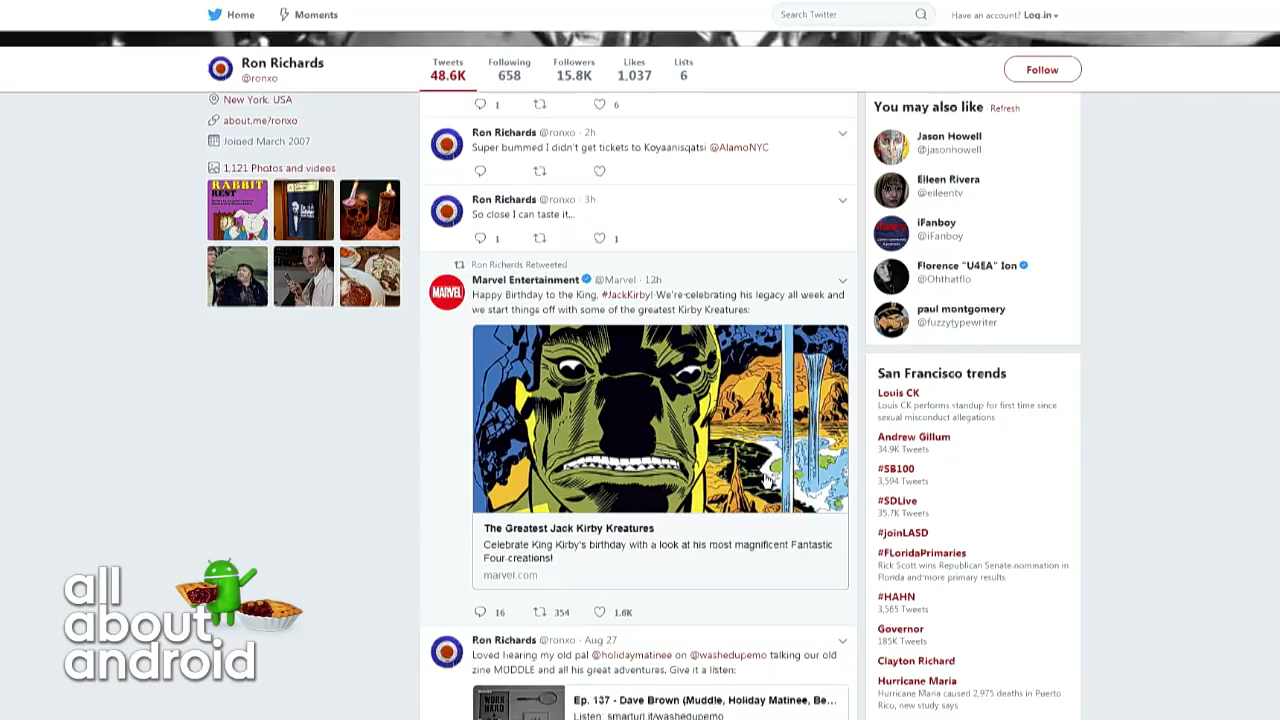 Home
Moments
Search Twitter
Have an account? Log in
Ron Richards
@ronxo
Tweets
48.6K
Following
658
Followers
15.8K
Likes
1,037
Lists
6
Follow
New York, USA
about.me/ronxo
Joined March 2007
1,121 Photos and videos
RABBIT
REST
1
6
Ron Richards @ronxo · 2h
Super bummed I didn't get tickets to Koyaanisqatsi @AlamoNYC
Ron Richards @ronxo · 3h
So close I can taste it...
1
1
Ron Richards Retweeted
Marvel Entertainment @Marvel · 12h
MARVEL
Happy Birthday to the King, #JackKirby! We're celebrating his legacy all week and
we start things off with some of the greatest Kirby Kreatures:
The Greatest Jack Kirby Kreatures
Celebrate King Kirby's birthday with a look at his most magnificent Fantastic
Four creations!
marvel.com
16
354
1.6K
Ron Richards @ronxo · Aug 27
Loved hearing my old pal @holidaymatinee on @washedupemo talking our old
zine MUDDLE and all his great adventures. Give it a listen:
WORK
HARD
Ep. 137 - Dave Brown (Muddle, Holiday Matinee, Be...
Listen: smarturl.it/washedupemo
You may also like · Refresh
Jason Howell
@jasonhowell
Eileen Rivera
@eileentv
iFanboy
@iFanboy
Florence "U4EA" Ion
@Ohthatflo
paul montgomery
@fuzzytypewriter
San Francisco trends
Louis CK
Louis CK performs standup for first time since
sexual misconduct allegations
Andrew Gillum
34.9K Tweets
#SB100
3,594 Tweets
#SDLive
35.7K Tweets
#joinLASD
#FLoridaPrimaries
Rick Scott wins Republican Senate nomination in
Florida and more primary results
#HAHN
3,565 Tweets
Governor
185K Tweets
Clayton Richard
Hurricane Maria
Hurricane Maria caused 2,975 deaths in Puerto
Rico, new study says
all
about
android